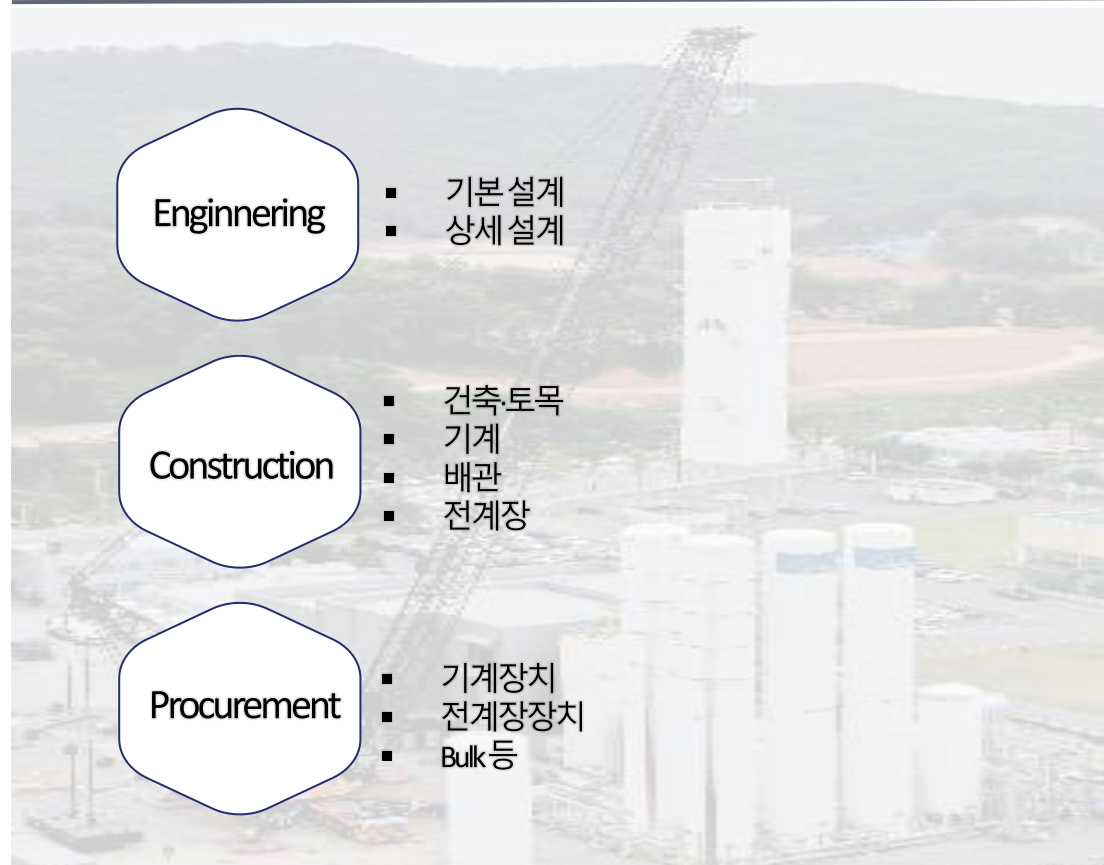 Enginnering
기본 설계
상세 설계
Construction
건축·토목
기계
배관
전계장
Procurement
기계장치
전계장장치
Bulk 등